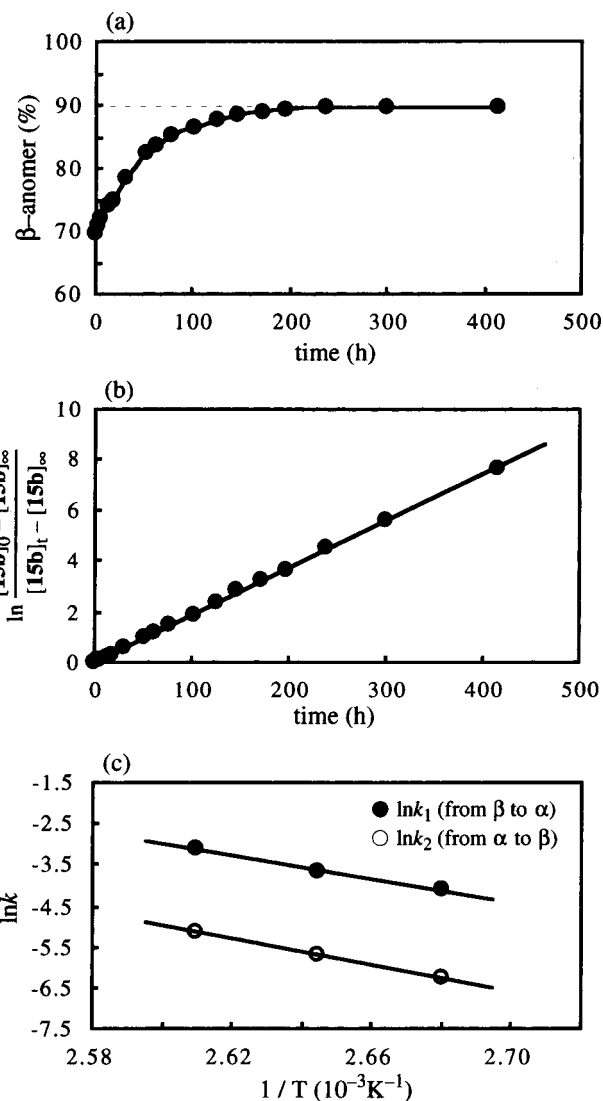 (a)
100
90
80
70
60
β-anomer (%)
0 100 200 300 400 500
time (h)
(b)
10
8
6
4
2
0
ln [15b]0 – [15b]∞
[15b]t – [15b]∞
0 100 200 300 400 500
time (h)
(c)
-1.5
-2.5
-3.5
-4.5
-5.5
-6.5
-7.5
lnk
lnk1 (from β to α)
lnk2 (from α to β)
2.58 2.62 2.66 2.70
1 / T (10⁻³K⁻¹)